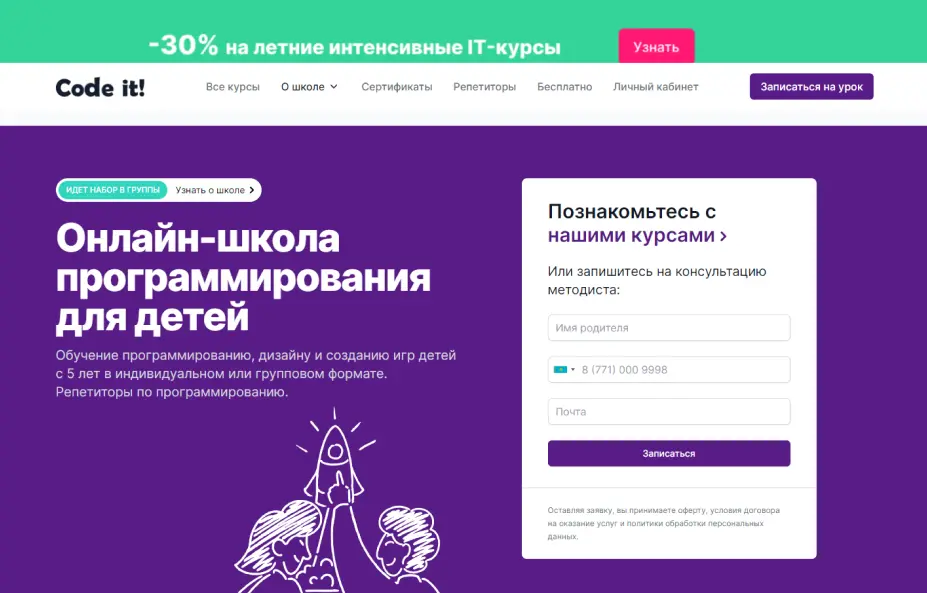 -30% на летние интенсивные IT-курсы
Узнать
Code it!
Все курсы
О школе
Сертификаты
Репетиторы
Бесплатно
Личный кабинет
Записаться на урок
ИДЕТ НАБОР В ГРУППЫ
Узнать о школе
Онлайн-школа
программирования
для детей
Обучение программированию, дизайну и созданию игр детей
с 5 лет в индивидуальном или групповом формате.
Репетиторы по программированию.
Познакомьтесь с
нашими курсами ›
Или запишитесь на консультацию
методиста:
Имя родителя
8 (771) 000 9998
Почта
Записаться
Оставляя заявку, вы принимаете оферту, условия договора
на оказание услуг и политики обработки персональных
данных.